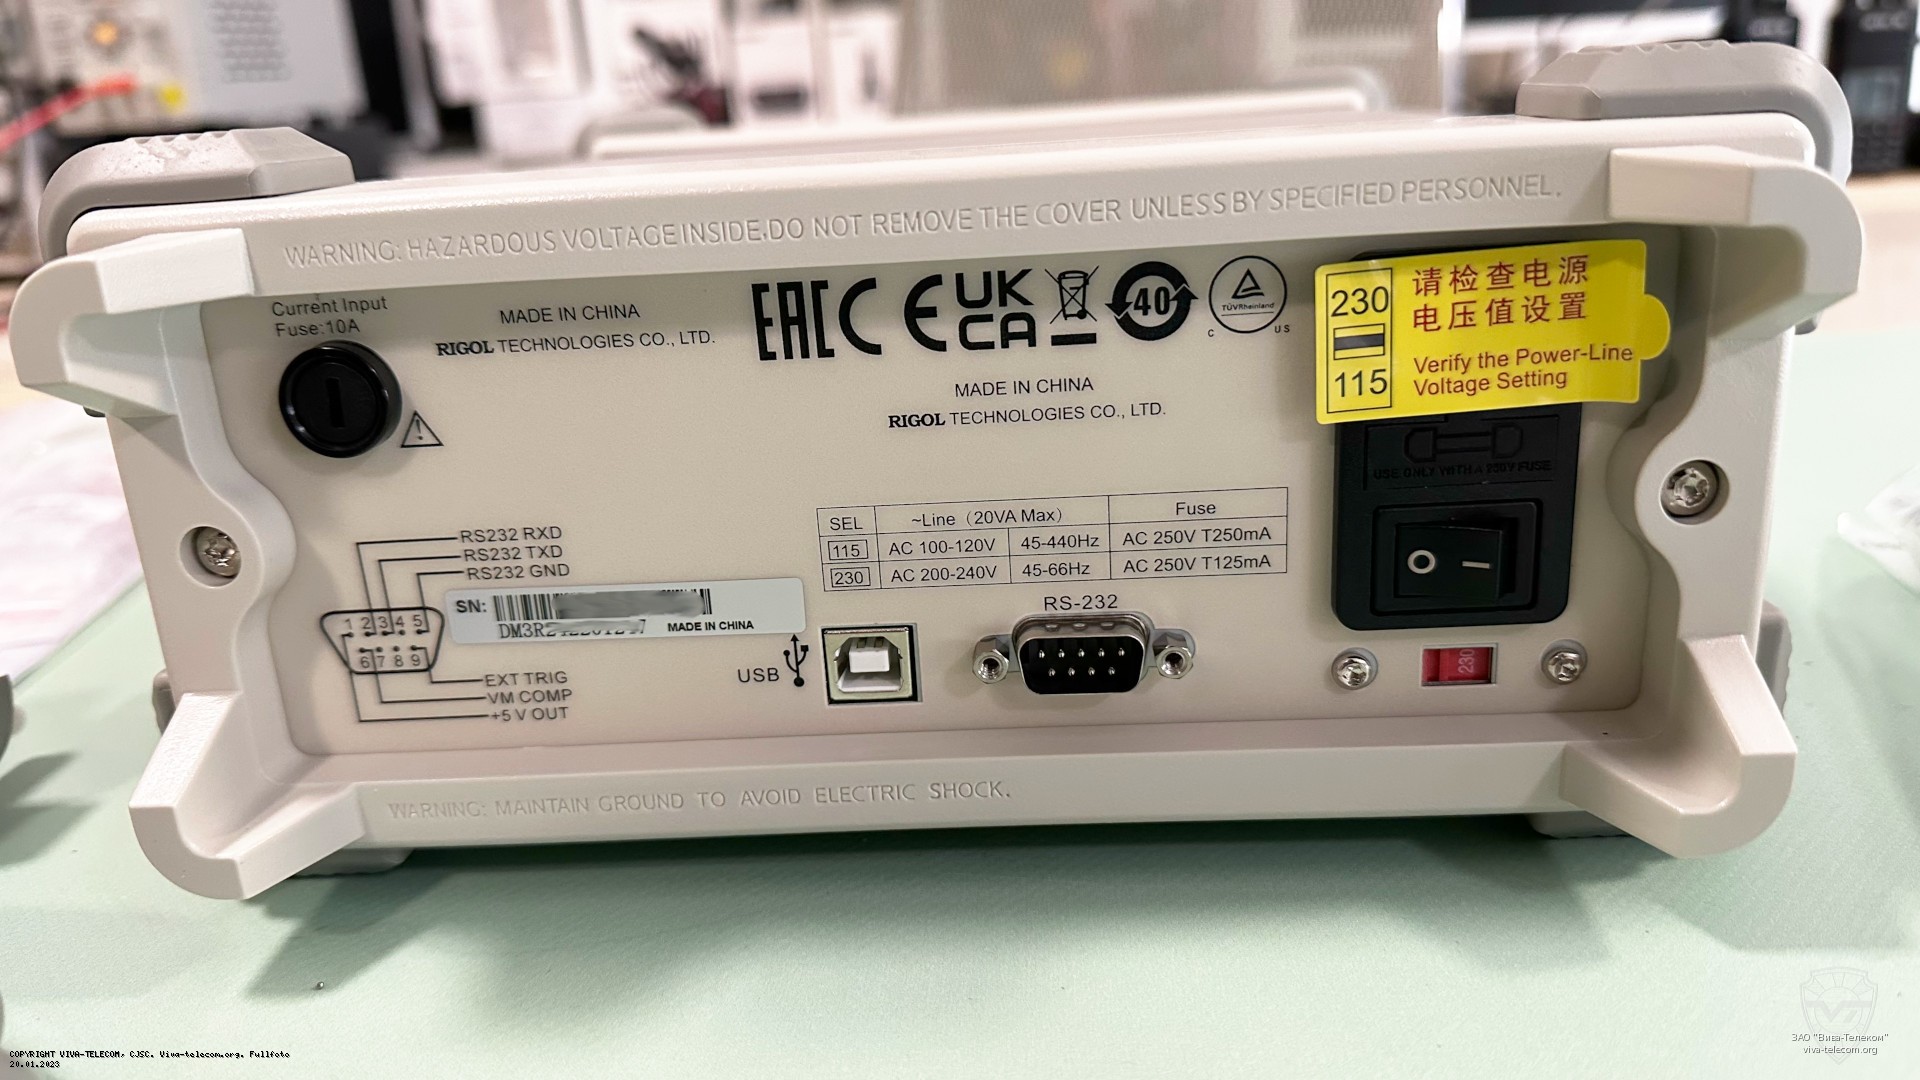 WARNING: HAZARDOUS VOLTAGE INSIDE.DO NOT REMOVE THE COVER UNLESS BY SPECIFIED PERSONNEL.
Current Input
Fuse:10A
MADE IN CHINA
RIGOL TECHNOLOGIES CO., LTD.
EAC CE UK
CA
40
TÜVRheinland
C US
MADE IN CHINA
RIGOL TECHNOLOGIES CO., LTD.
230
115
请检查电源
电压值设置
Verify the Power-Line
Voltage Setting
USE ONLY WITH A 250V FUSE
SEL ~Line（20VA Max） Fuse
115 AC 100-120V 45-440Hz AC 250V T250mA
230 AC 200-240V 45-66Hz AC 250V T125mA
O I
RS232 RXD
RS232 TXD
RS232 GND
1 2 3 4 5
6 7 8 9
EXT TRIG
VM COMP
+5 V OUT
SN:
MADE IN CHINA
USB
RS-232
230
WARNING: MAINTAIN GROUND TO AVOID ELECTRIC SHOCK.
COPYRIGHT VIVA-TELECOM, CJSC. Viva-telecom.org. Fullfoto
20.01.2023
ЗАО "Вива-Телеком"
viva-telecom.org